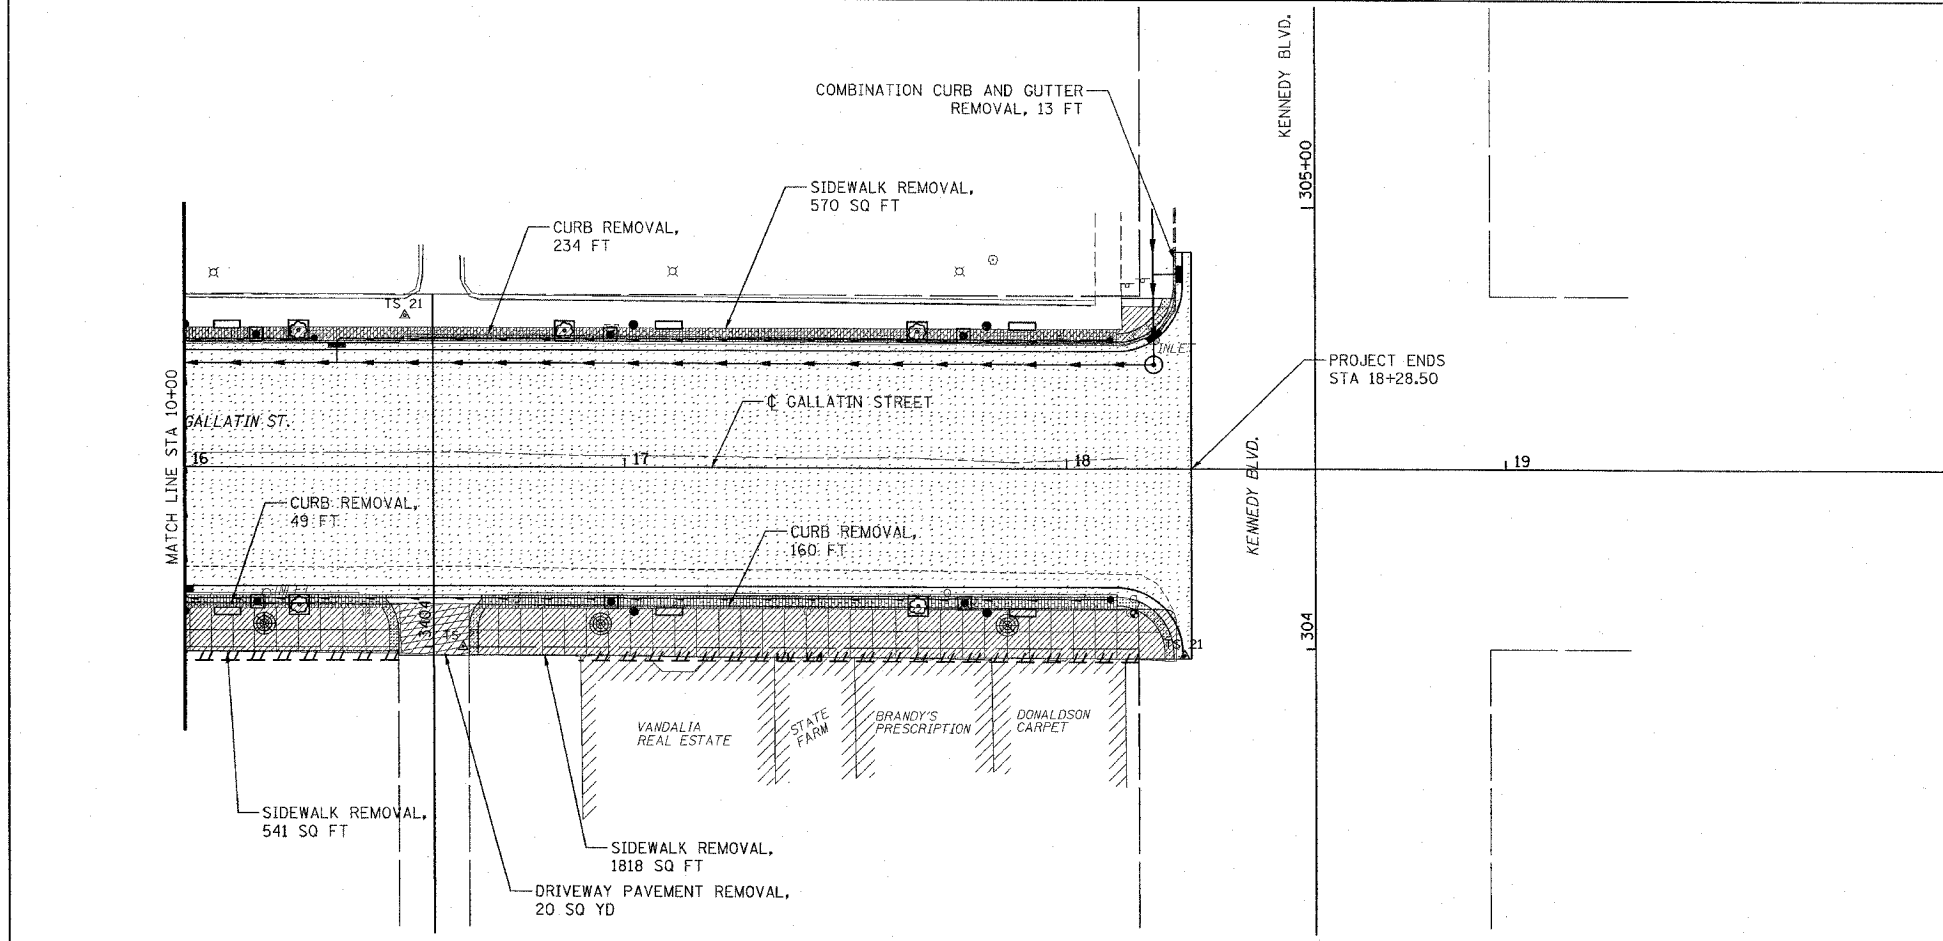 KENNEDY BLVD.
COMBINATION CURB AND GUTTER
REMOVAL, 13 FT
305+00
SIDEWALK REMOVAL,
570 SQ FT
CURB REMOVAL,
234 FT
TS 21
INLET
PROJECT ENDS
STA 18+28.50
MATCH LINE STA 10+00
GALLATIN ST.
℄ GALLATIN STREET
16
17
18
19
KENNEDY BLVD.
CURB REMOVAL,
49 FT
CURB REMOVAL,
160 FT
INLET
3404
TS
TS 21
304
VANDALIA
REAL ESTATE
STATE
FARM
BRANDY'S
PRESCRIPTION
DONALDSON
CARPET
SIDEWALK REMOVAL,
541 SQ FT
SIDEWALK REMOVAL,
1818 SQ FT
DRIVEWAY PAVEMENT REMOVAL,
20 SQ YD